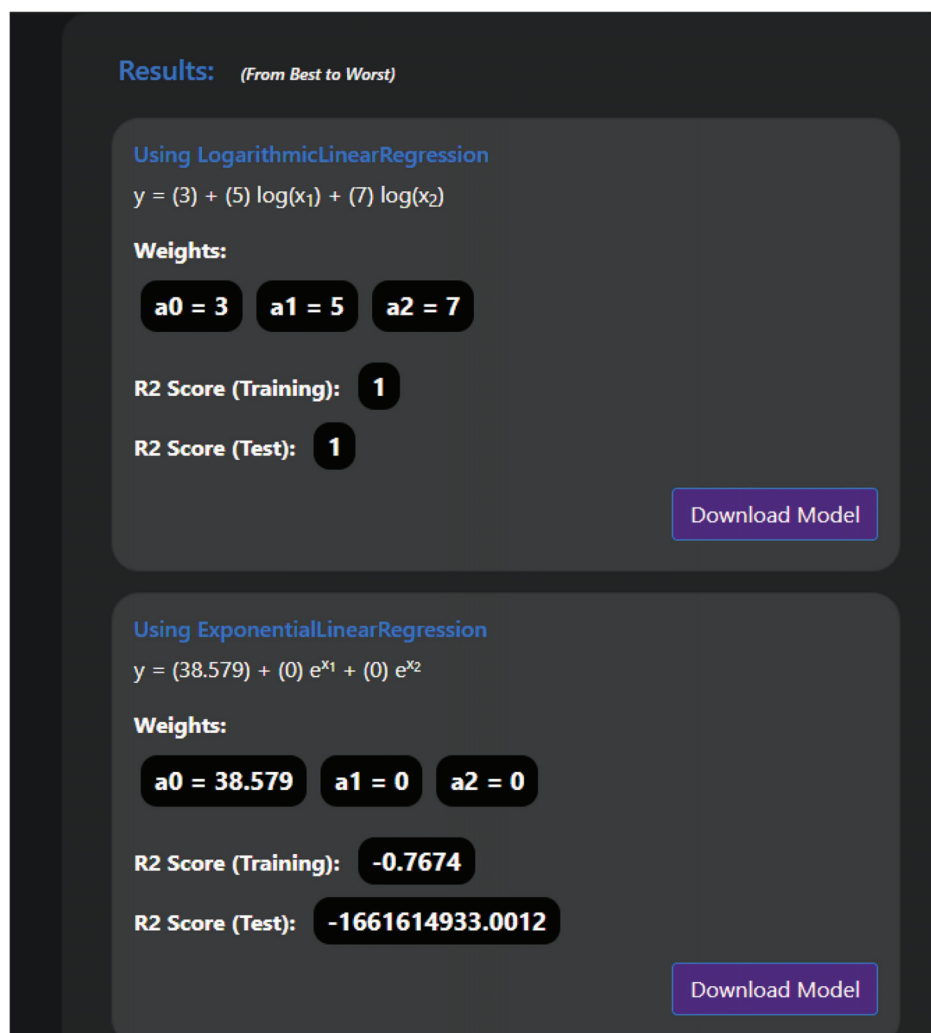 Results: (From Best to Worst)
Using LogarithmicLinearRegression
y = (3) + (5) log(x₁) + (7) log(x₂)
Weights:
a0 = 3 a1 = 5 a2 = 7
R2 Score (Training): 1
R2 Score (Test): 1
Download Model
Using ExponentialLinearRegression
y = (38.579) + (0) eˣ¹ + (0) eˣ²
Weights:
a0 = 38.579 a1 = 0 a2 = 0
R2 Score (Training): -0.7674
R2 Score (Test): -1661614933.0012
Download Model